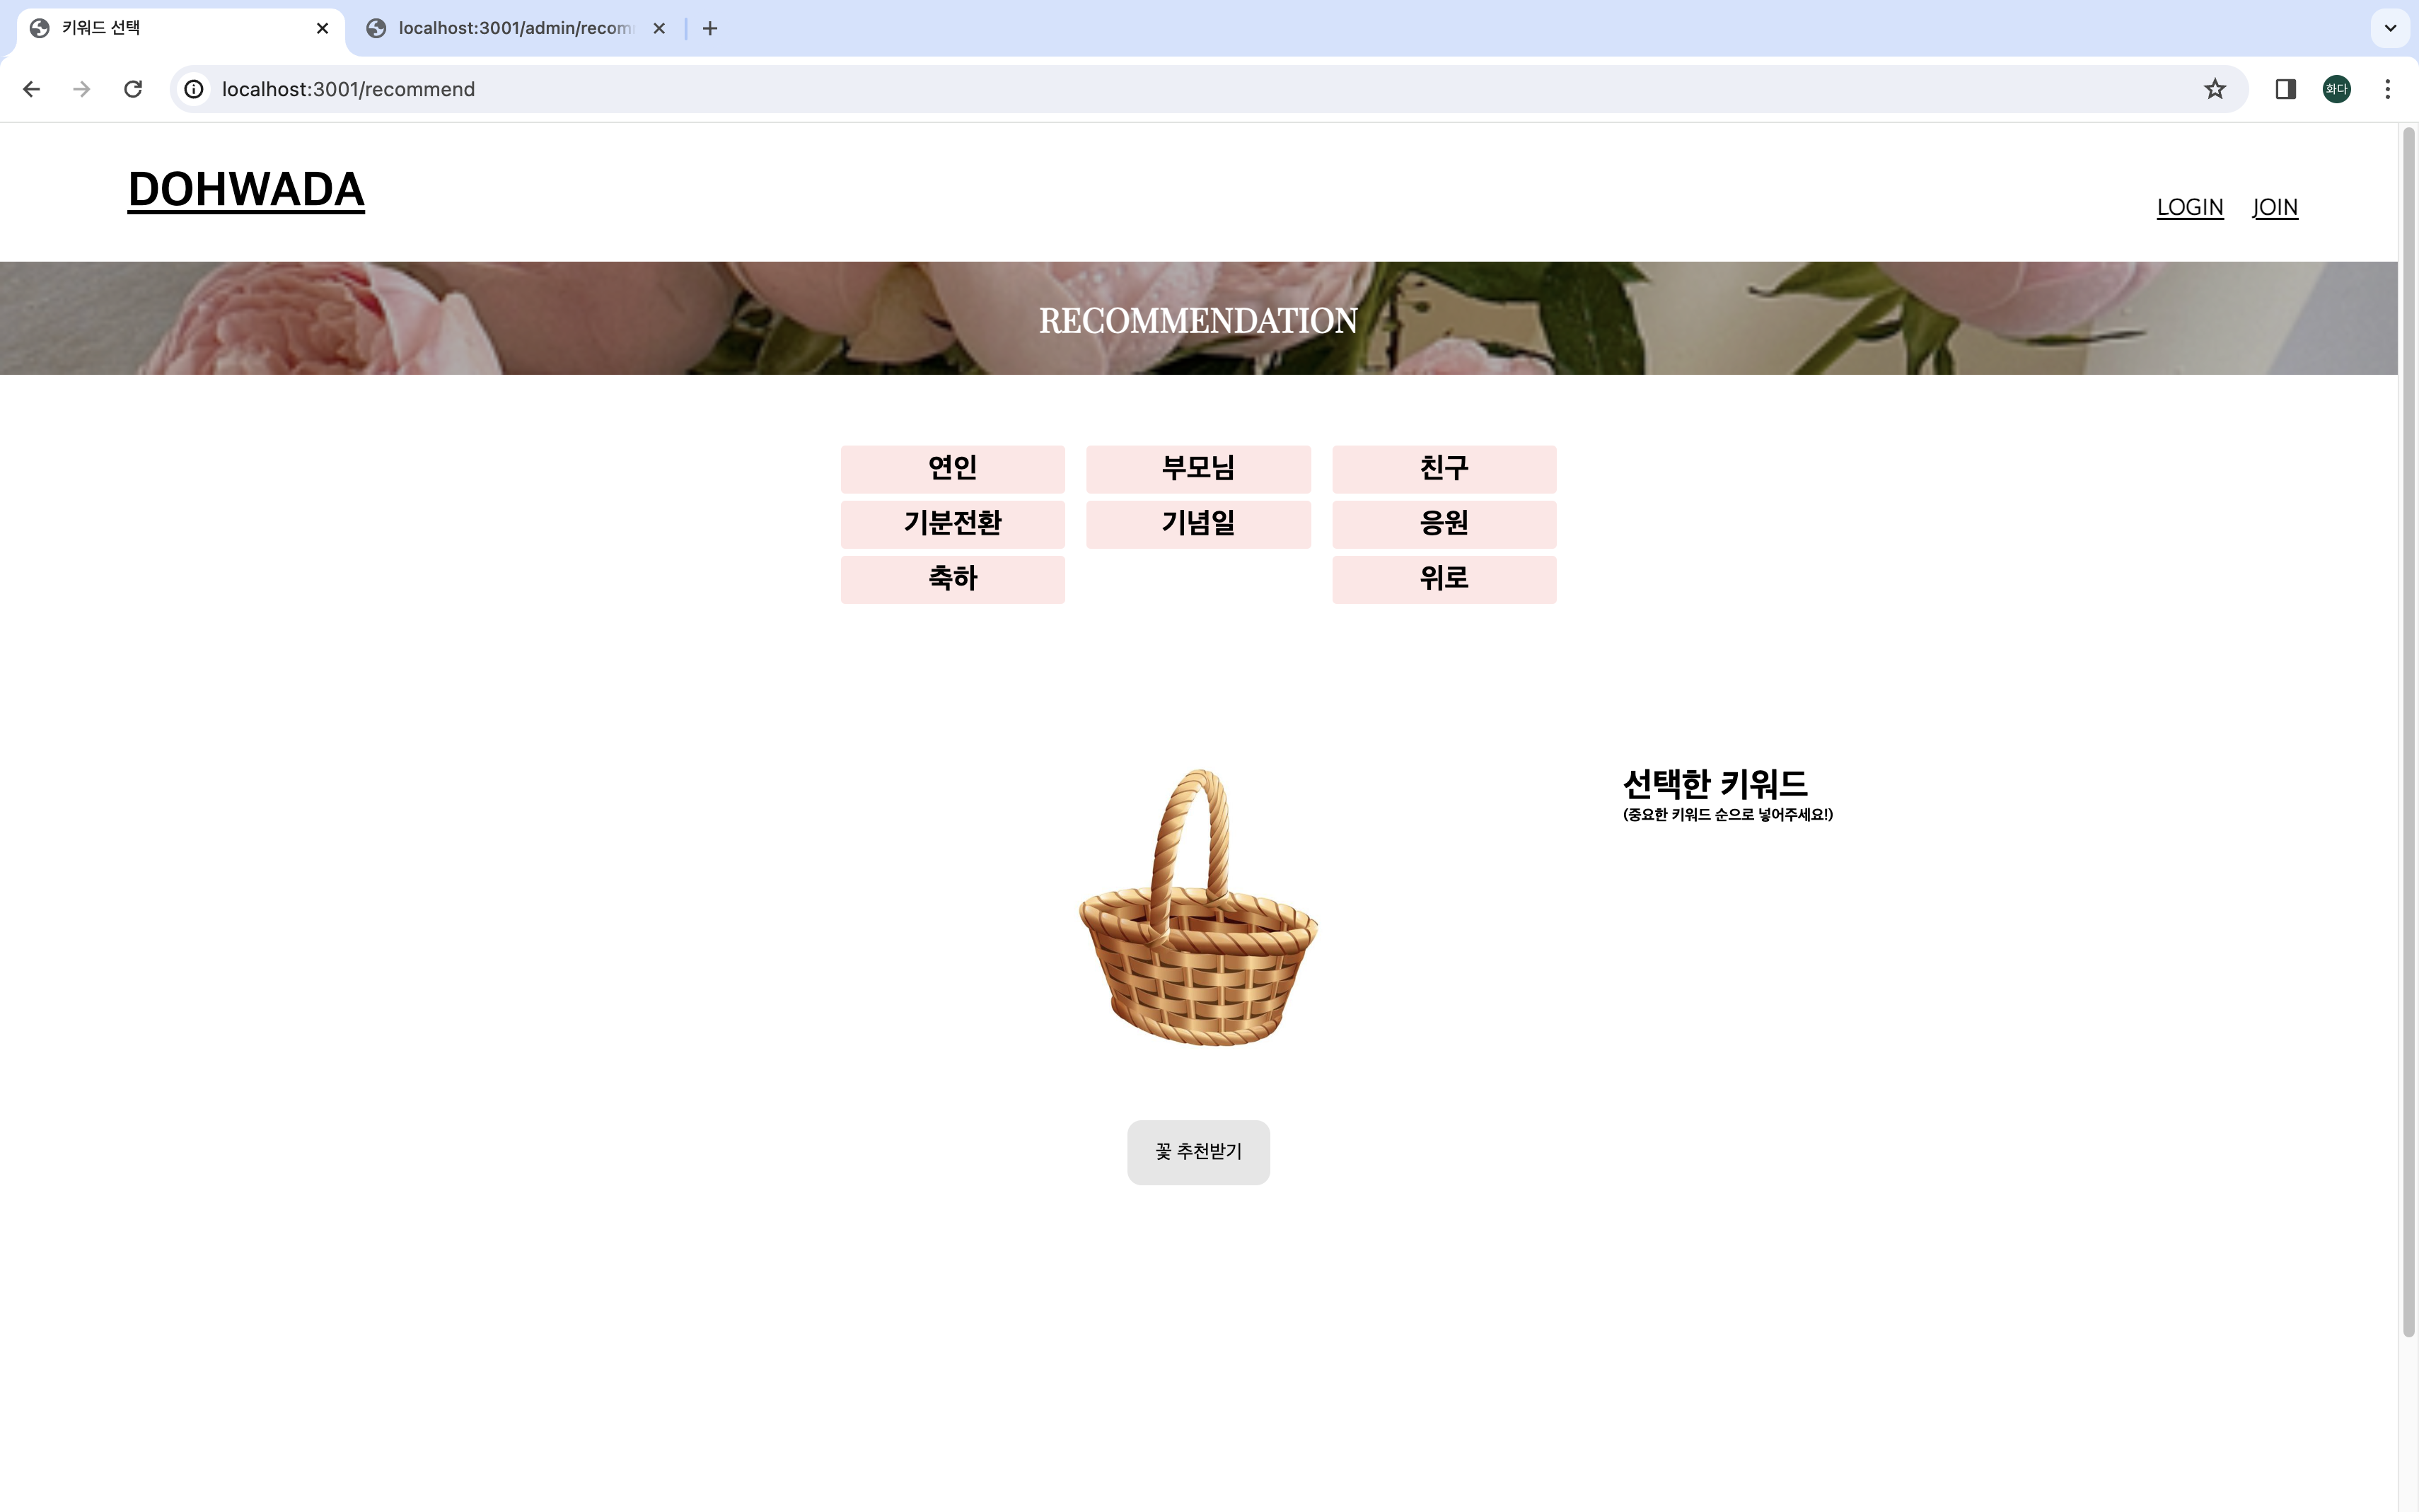 키워드 선택
localhost:3001/admin/recom
localhost:3001/recommend
화다
DOHWADA
LOGIN JOIN
RECOMMENDATION
연인 부모님 친구
기분전환 기념일 응원
축하 위로
선택한 키워드
(중요한 키워드 순으로 넣어주세요!)
꽃 추천받기